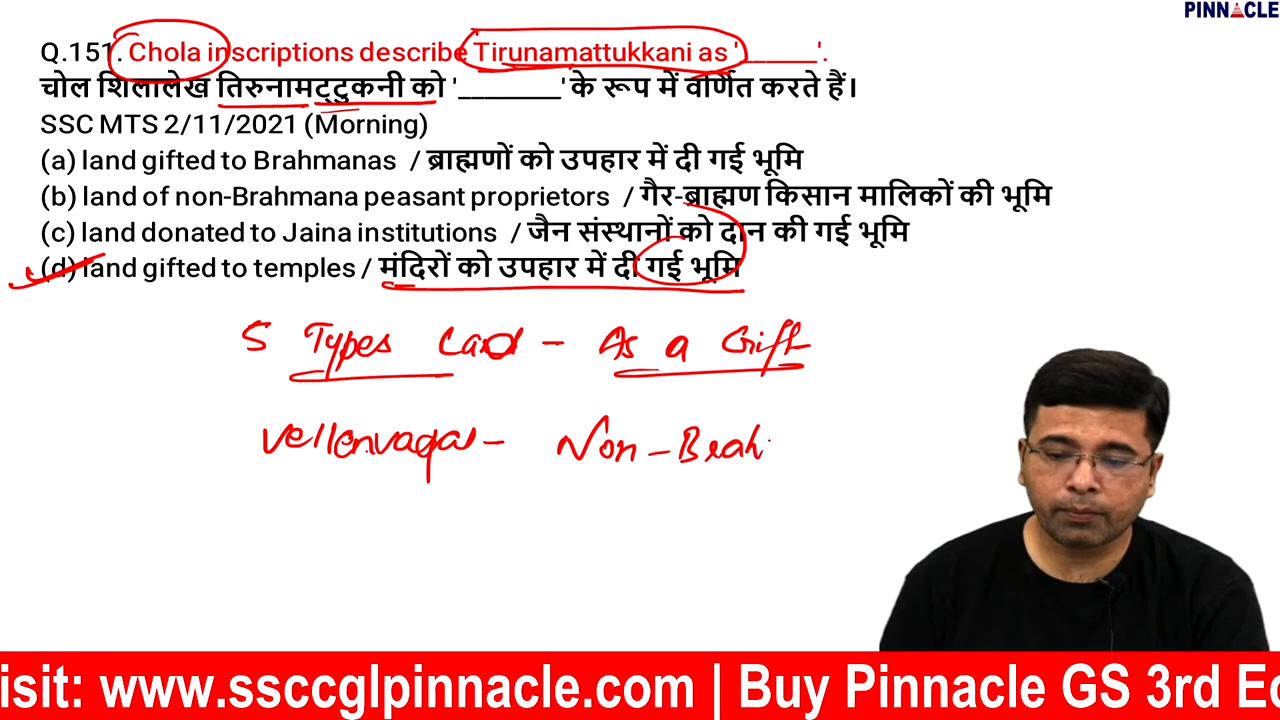 PINNACLE
Q.151. Chola inscriptions describe Tirunamattukkani as '______'.
चोल शिलालेख तिरुनामट्टुकनी को '________' के रूप में वर्णित करते हैं।
SSC MTS 2/11/2021 (Morning)
(a) land gifted to Brahmanas / ब्राह्मणों को उपहार में दी गई भूमि
(b) land of non-Brahmana peasant proprietors / गैर-ब्राह्मण किसान मालिकों की भूमि
(c) land donated to Jaina institutions / जैन संस्थानों को दान की गई भूमि
(d) land gifted to temples / मंदिरों को उपहार में दी गई भूमि
5 Types Land - As a Gift
Vellanvagai - Non-Brah
isit: www.ssccglpinnacle.com | Buy Pinnacle GS 3rd Ed